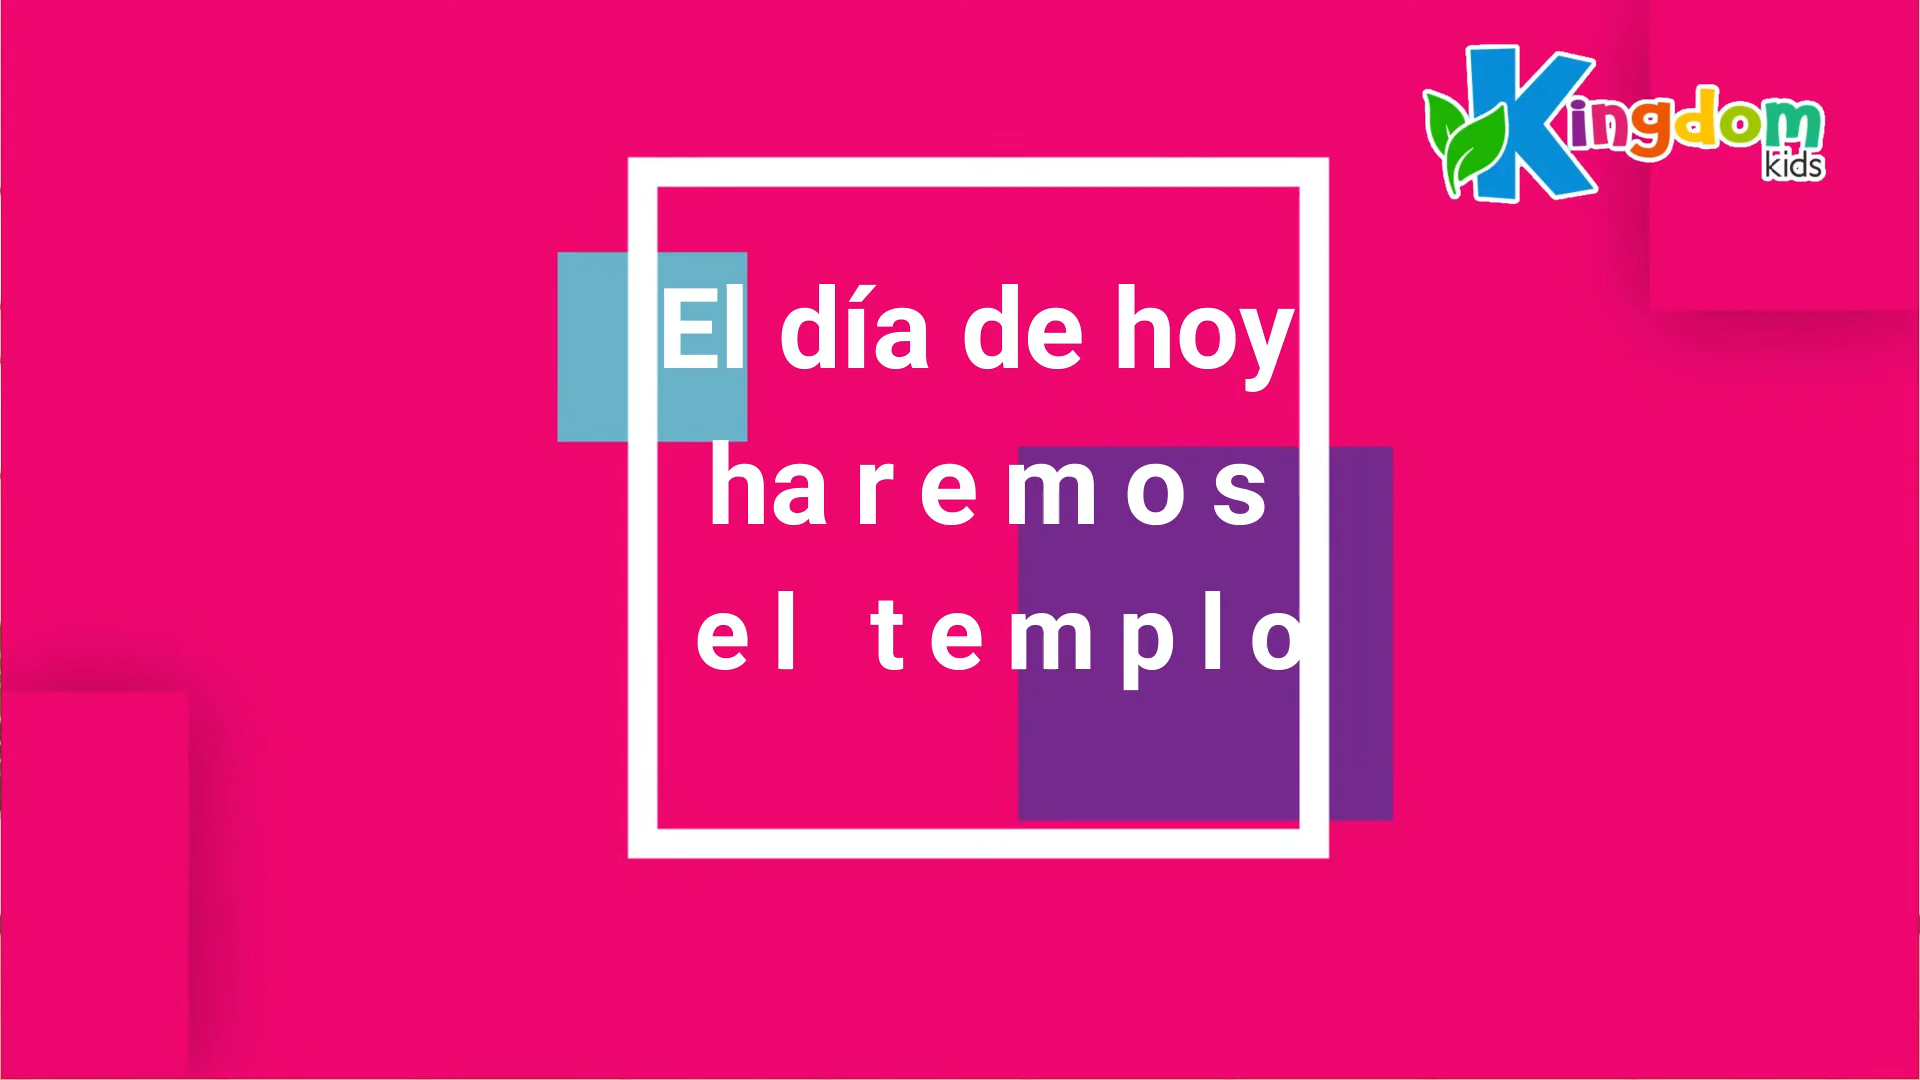 Kingdom
kids
El día de hoy
haremos
el templo